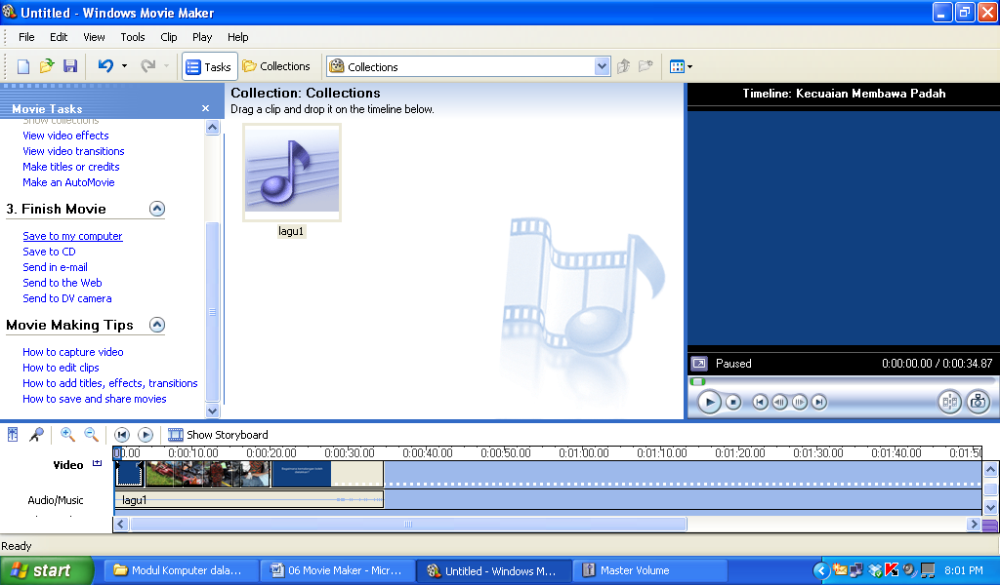 Untitled - Windows Movie Maker
File Edit View Tools Clip Play Help
Tasks Collections Collections
Movie Tasks
Show collections
View video effects
View video transitions
Make titles or credits
Make an AutoMovie
3. Finish Movie
Save to my computer
Save to CD
Send in e-mail
Send to the Web
Send to DV camera
Movie Making Tips
How to capture video
How to edit clips
How to add titles, effects, transitions
How to save and share movies
Collection: Collections
Drag a clip and drop it on the timeline below.
lagu1
Timeline: Kecuaian Membawa Padah
Paused 0:00:00.00 / 0:00:34.87
Show Storyboard
0.00 0:00:10.00 0:00:20.00 0:00:30.00 0:00:40.00 0:00:50.00 0:01:00.00 0:01:10.00 0:01:20.00 0:01:30.00 0:01:40.00 0:01:50
Video
Audio/Music lagu1
Ready
start Modul Komputer dala... 06 Movie Maker - Micr... Untitled - Windows M... Master Volume 8:01 PM